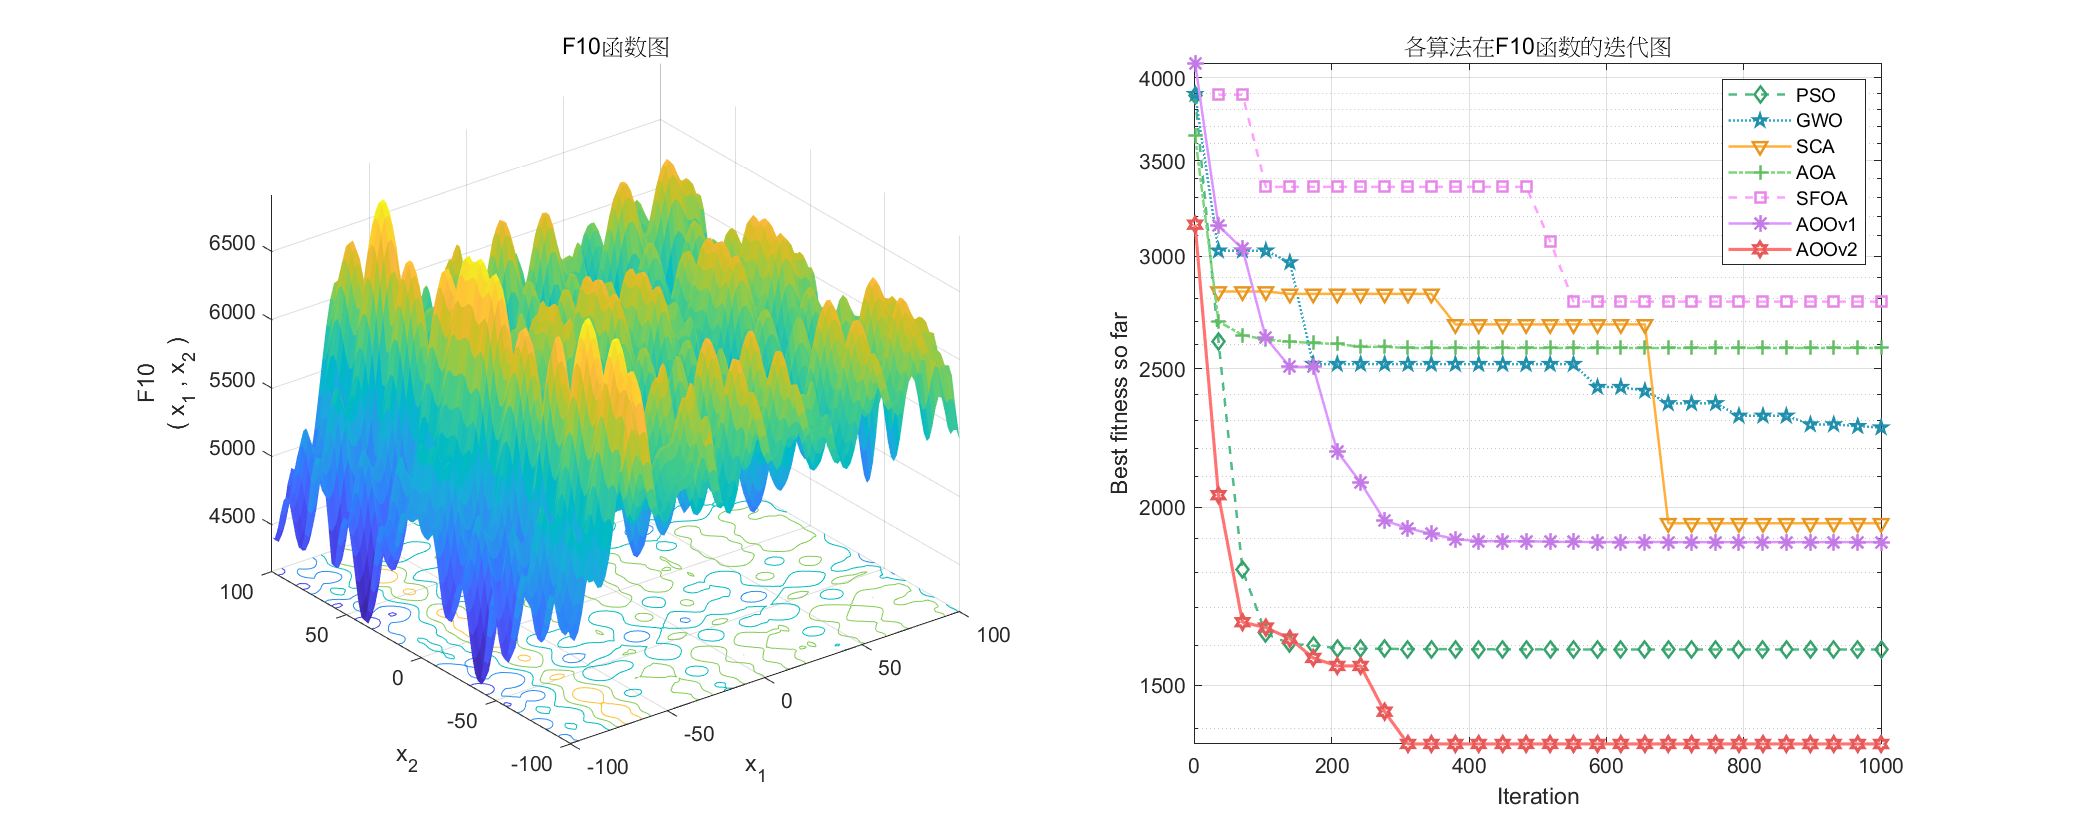 F10函数图
6500
6000
5500
5000
4500
F10
( x1 , x2 )
100
50
0
-50
-100
x2
-100
-50
0
50
100
x1
各算法在F10函数的迭代图
4000
3500
3000
2500
2000
1500
Best fitness so far
0
200
400
600
800
1000
Iteration
PSO
GWO
SCA
AOA
SFOA
AOOv1
AOOv2